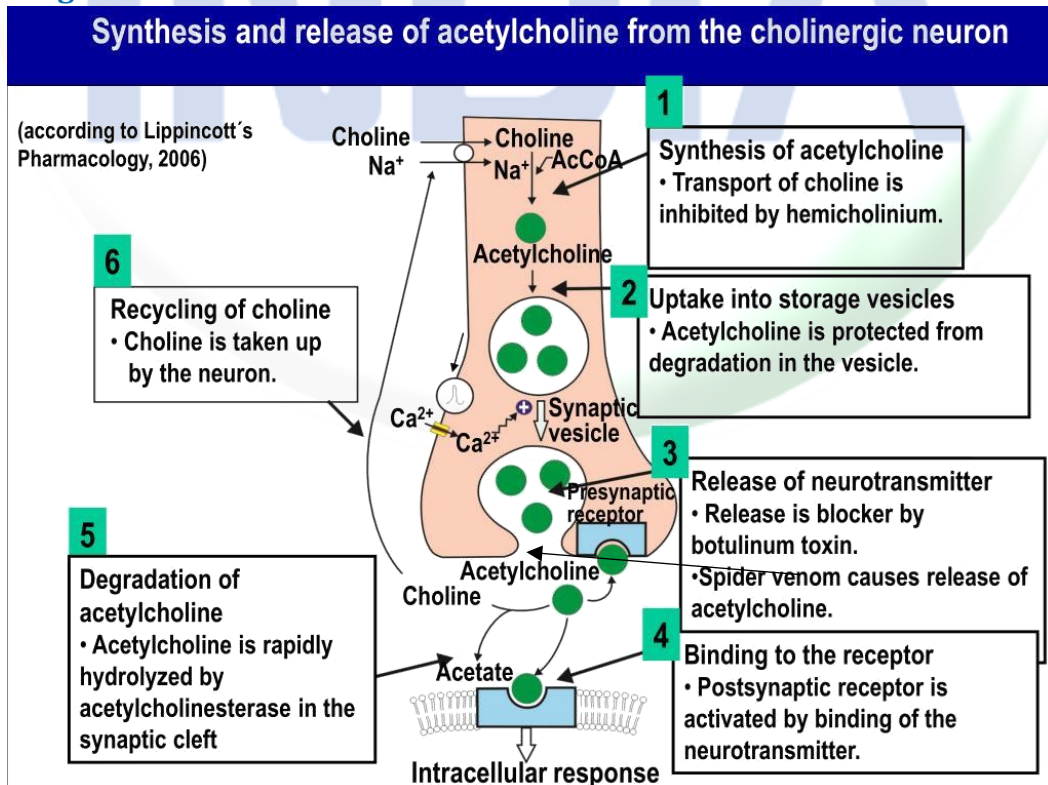 Synthesis and release of acetylcholine from the cholinergic neuron
(according to Lippincott´s
Pharmacology, 2006)
Choline
Na⁺
Choline
Na⁺
AcCoA
Acetylcholine
1
Synthesis of acetylcholine
• Transport of choline is
inhibited by hemicholinium.
2
Uptake into storage vesicles
• Acetylcholine is protected from
degradation in the vesicle.
6
Recycling of choline
• Choline is taken up
by the neuron.
Ca²⁺
Ca²⁺
+
Synaptic
vesicle
3
Release of neurotransmitter
• Release is blocker by
botulinum toxin.
•Spider venom causes release of
acetylcholine.
Presynaptic
receptor
Acetylcholine
Choline
Acetate
5
Degradation of
acetylcholine
• Acetylcholine is rapidly
hydrolyzed by
acetylcholinesterase in the
synaptic cleft
4
Binding to the receptor
• Postsynaptic receptor is
activated by binding of the
neurotransmitter.
Intracellular response